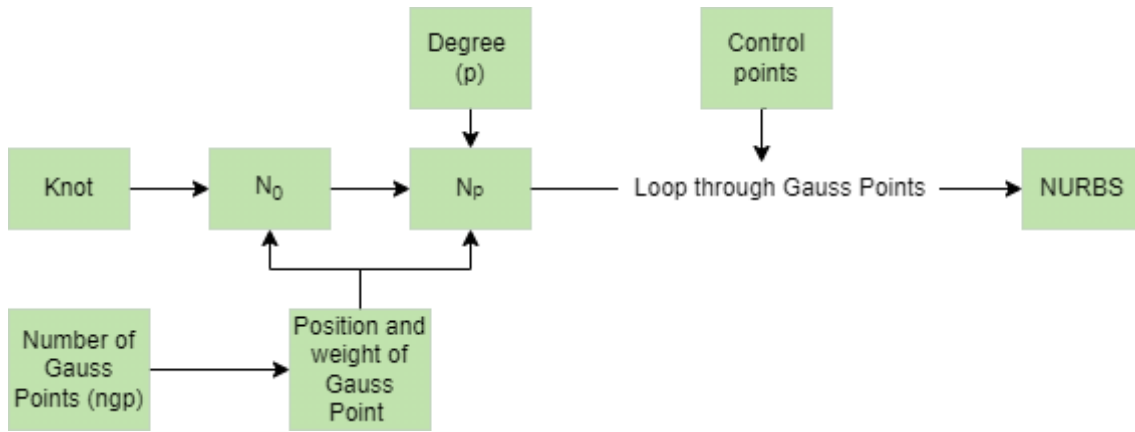 Degree
(p)
Control
points
Knot
N₀
Nₚ
Loop through Gauss Points
NURBS
Number of
Gauss
Points (ngp)
Position and
weight of
Gauss
Point